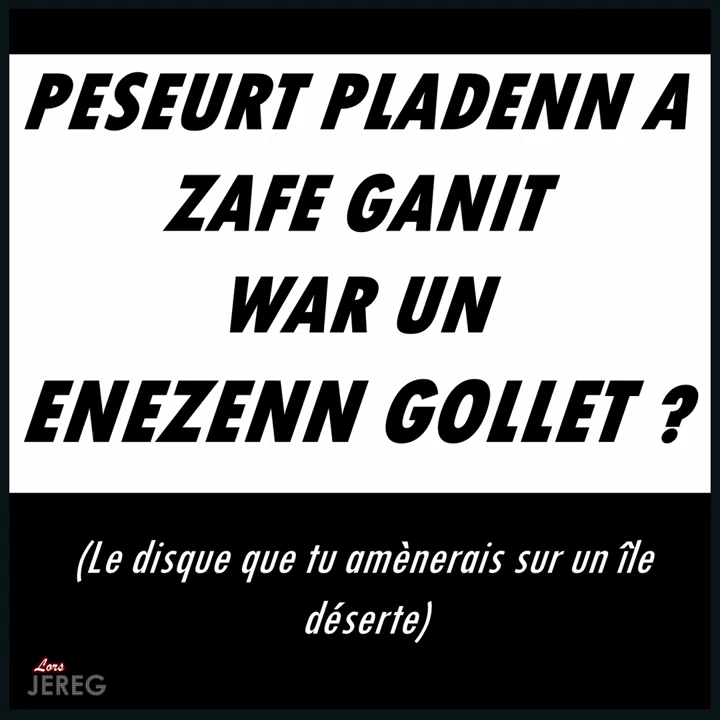 PESEURT PLADENN A
ZAFE GANIT
WAR UN
ENEZENN GOLLET ?
(Le disque que tu amènerais sur un île
déserte)
Lors
JEREG